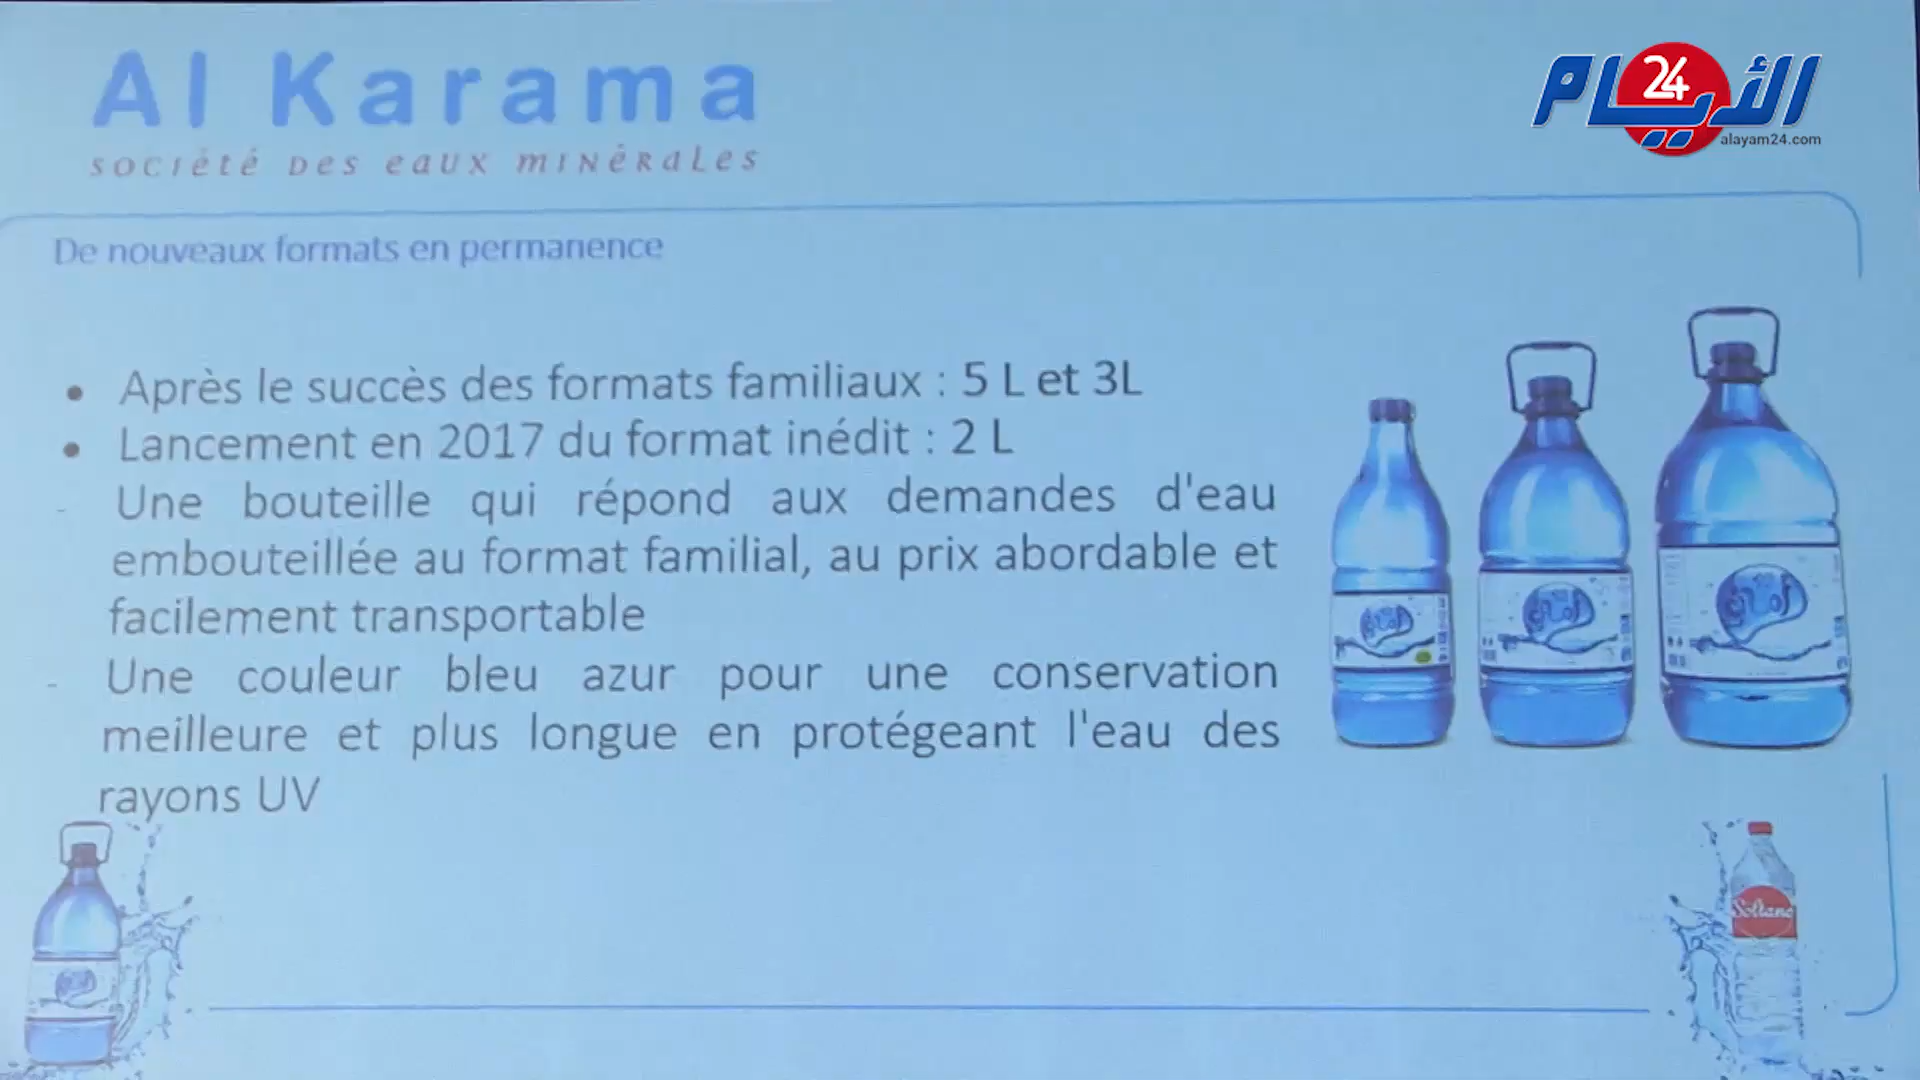 Al Karama
société des eaux minérales
الأيام 24
alayam24.com
De nouveaux formats en permanence
• Après le succès des formats familiaux : 5 L et 3L
• Lancement en 2017 du format inédit : 2 L
- Une bouteille qui répond aux demandes d'eau
embouteillée au format familial, au prix abordable et
facilement transportable
- Une couleur bleu azur pour une conservation
meilleure et plus longue en protégeant l'eau des
rayons UV
Soltane